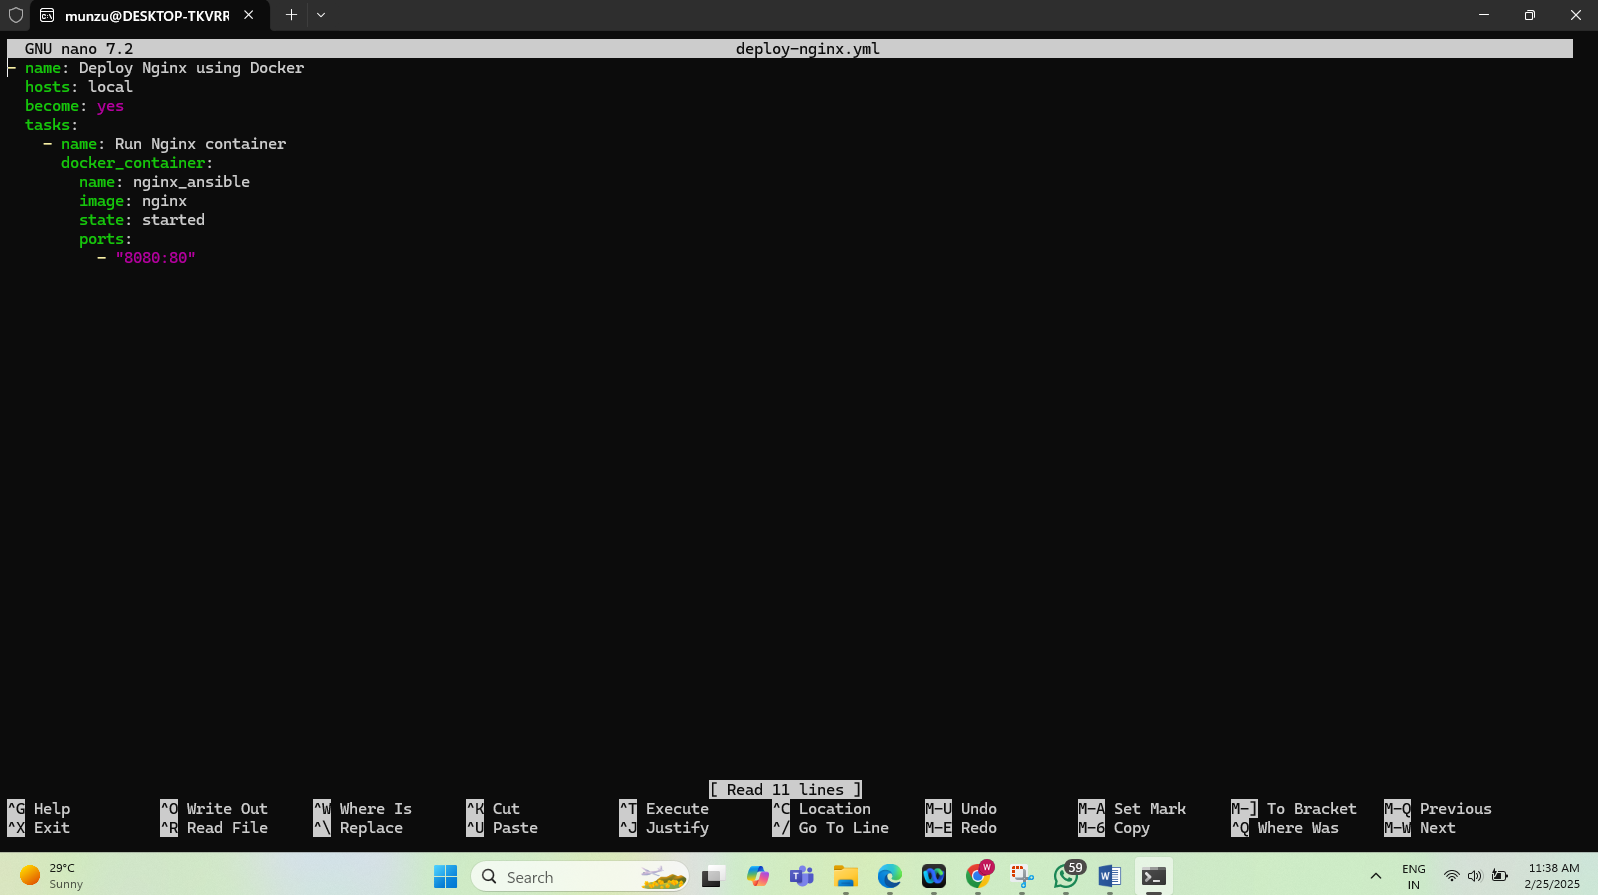 munzu@DESKTOP-TKVRR
GNU nano 7.2 deploy-nginx.yml
- name: Deploy Nginx using Docker
  hosts: local
  become: yes
  tasks:
    - name: Run Nginx container
      docker_container:
        name: nginx_ansible
        image: nginx
        state: started
        ports:
          - "8080:80"
[ Read 11 lines ]
^G Help ^O Write Out ^W Where Is ^K Cut ^T Execute ^C Location M-U Undo M-A Set Mark M-] To Bracket M-Q Previous
^X Exit ^R Read File ^\ Replace ^U Paste ^J Justify ^/ Go To Line M-E Redo M-6 Copy ^Q Where Was M-W Next
29°C
Sunny
Search
W
59
ENG
IN
11:38 AM
2/25/2025